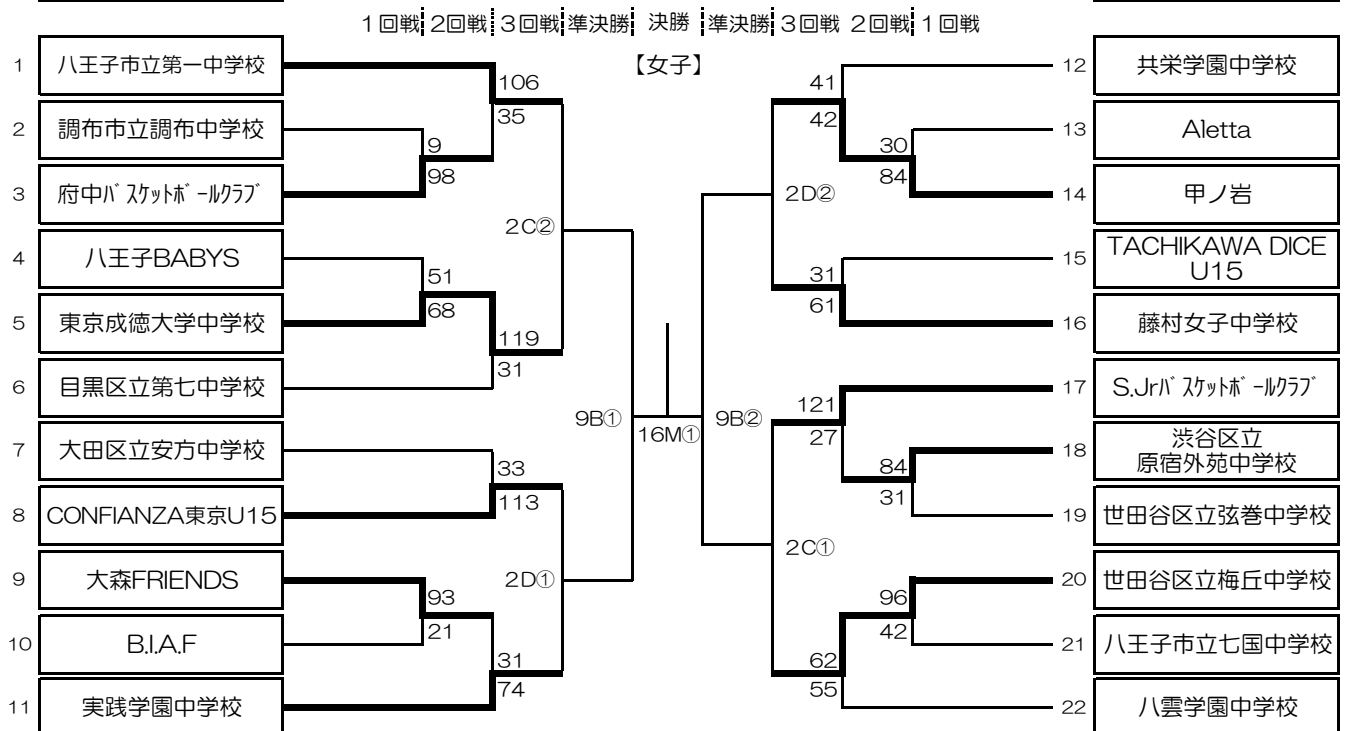 1回戦 2回戦 3回戦 準決勝 決勝 準決勝 3回戦 2回戦 1回戦
【女子】
1 八王子市立第一中学校
2 調布市立調布中学校
3 府中バスケットボールクラブ
4 八王子BABYS
5 東京成徳大学中学校
6 目黒区立第七中学校
7 大田区立安方中学校
8 CONFIANZA東京U15
9 大森FRIENDS
10 B.I.A.F
11 実践学園中学校
106
35
9
98
2C②
51
68
119
31
9B①
33
113
2D①
93
21
31
74
16M①
41
42
30
84
2D②
31
61
9B②
121
27
84
31
2C①
96
42
62
55
12 共栄学園中学校
13 Aletta
14 甲ノ岩
15 TACHIKAWA DICE
U15
16 藤村女子中学校
17 S.Jrバスケットボールクラブ
18 渋谷区立
原宿外苑中学校
19 世田谷区立弦巻中学校
20 世田谷区立梅丘中学校
21 八王子市立七国中学校
22 八雲学園中学校